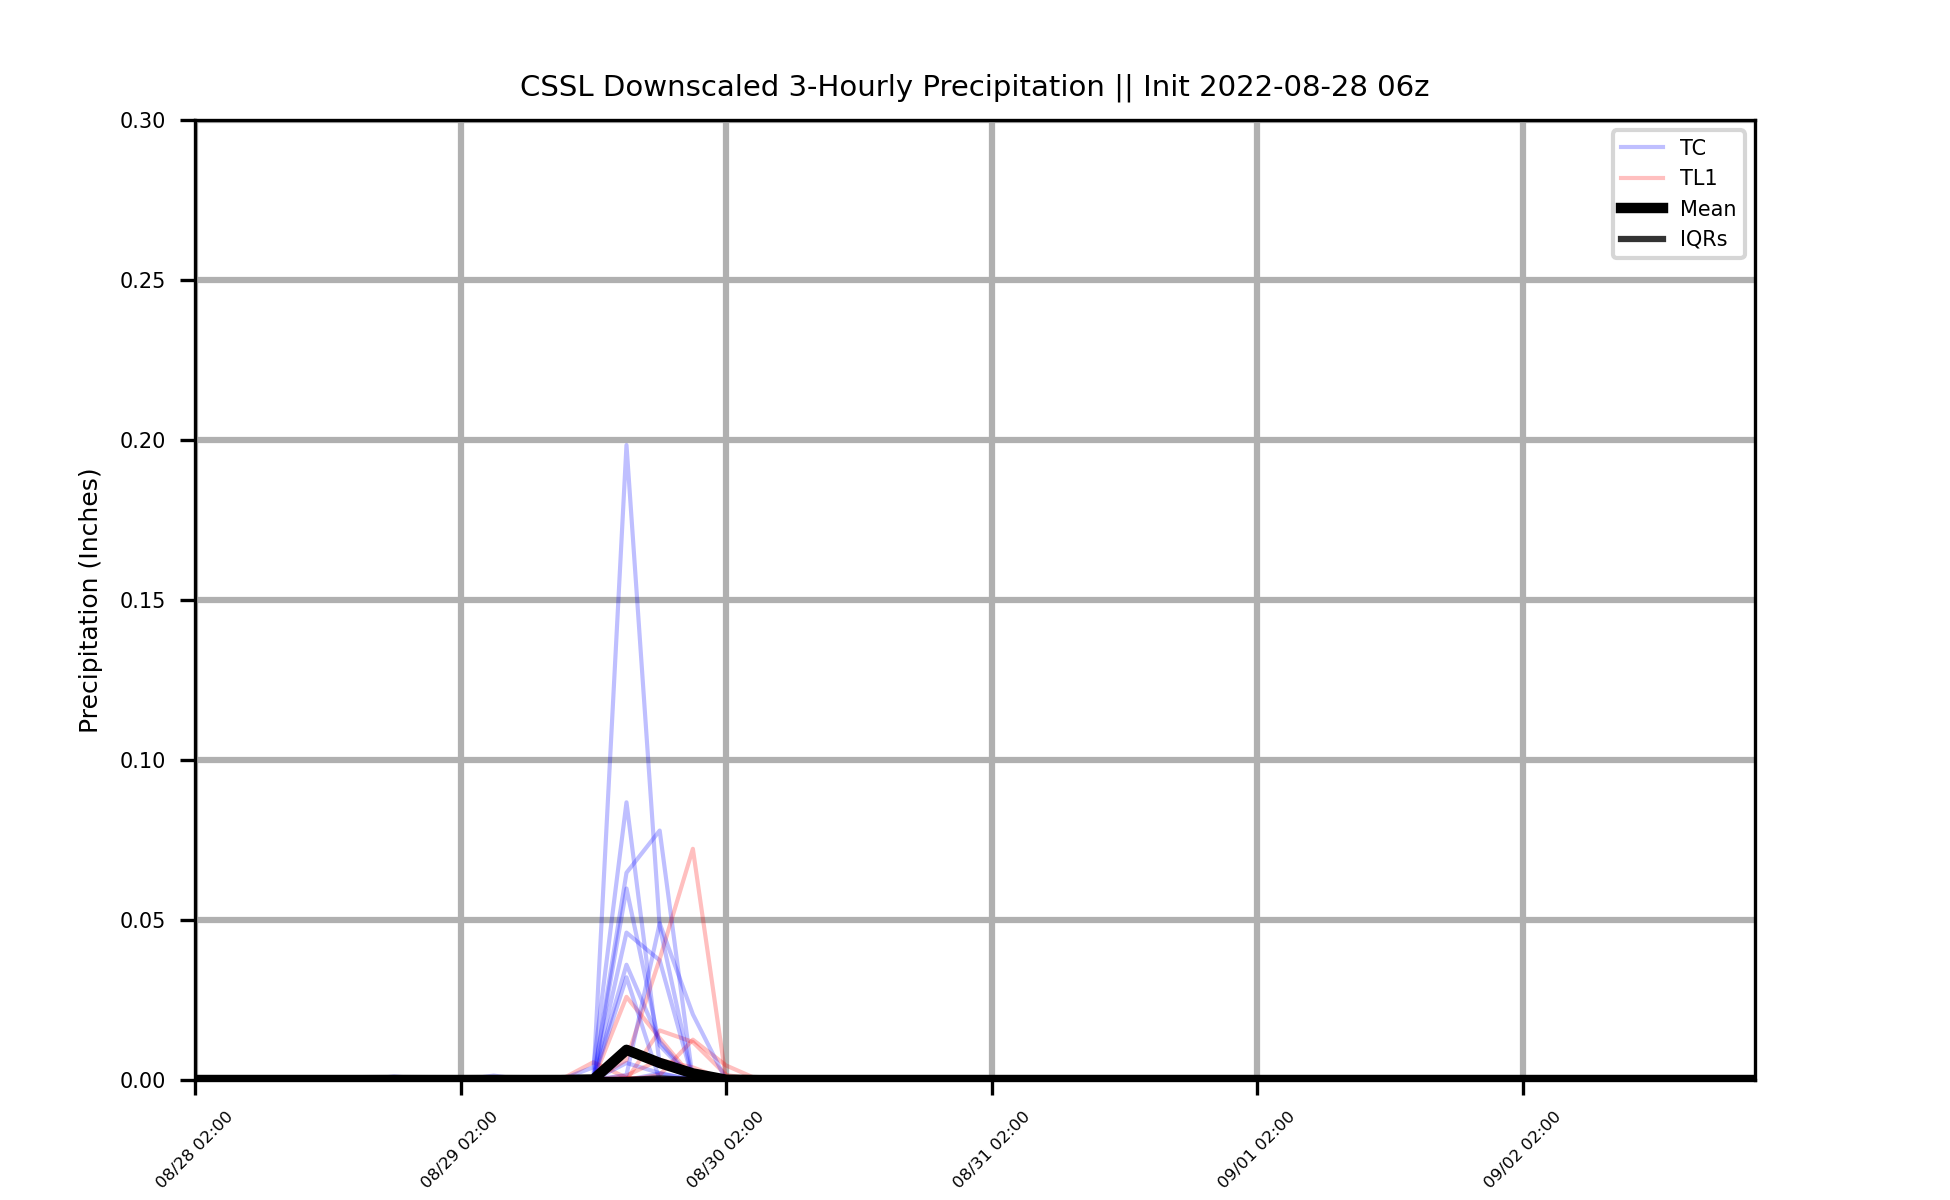 CSSL Downscaled 3-Hourly Precipitation || Init 2022-08-28 06z
TC
TL1
Mean
IQRs
Precipitation (Inches)
0.30
0.25
0.20
0.15
0.10
0.05
0.00
08/28 02:00
08/29 02:00
08/30 02:00
08/31 02:00
09/01 02:00
09/02 02:00